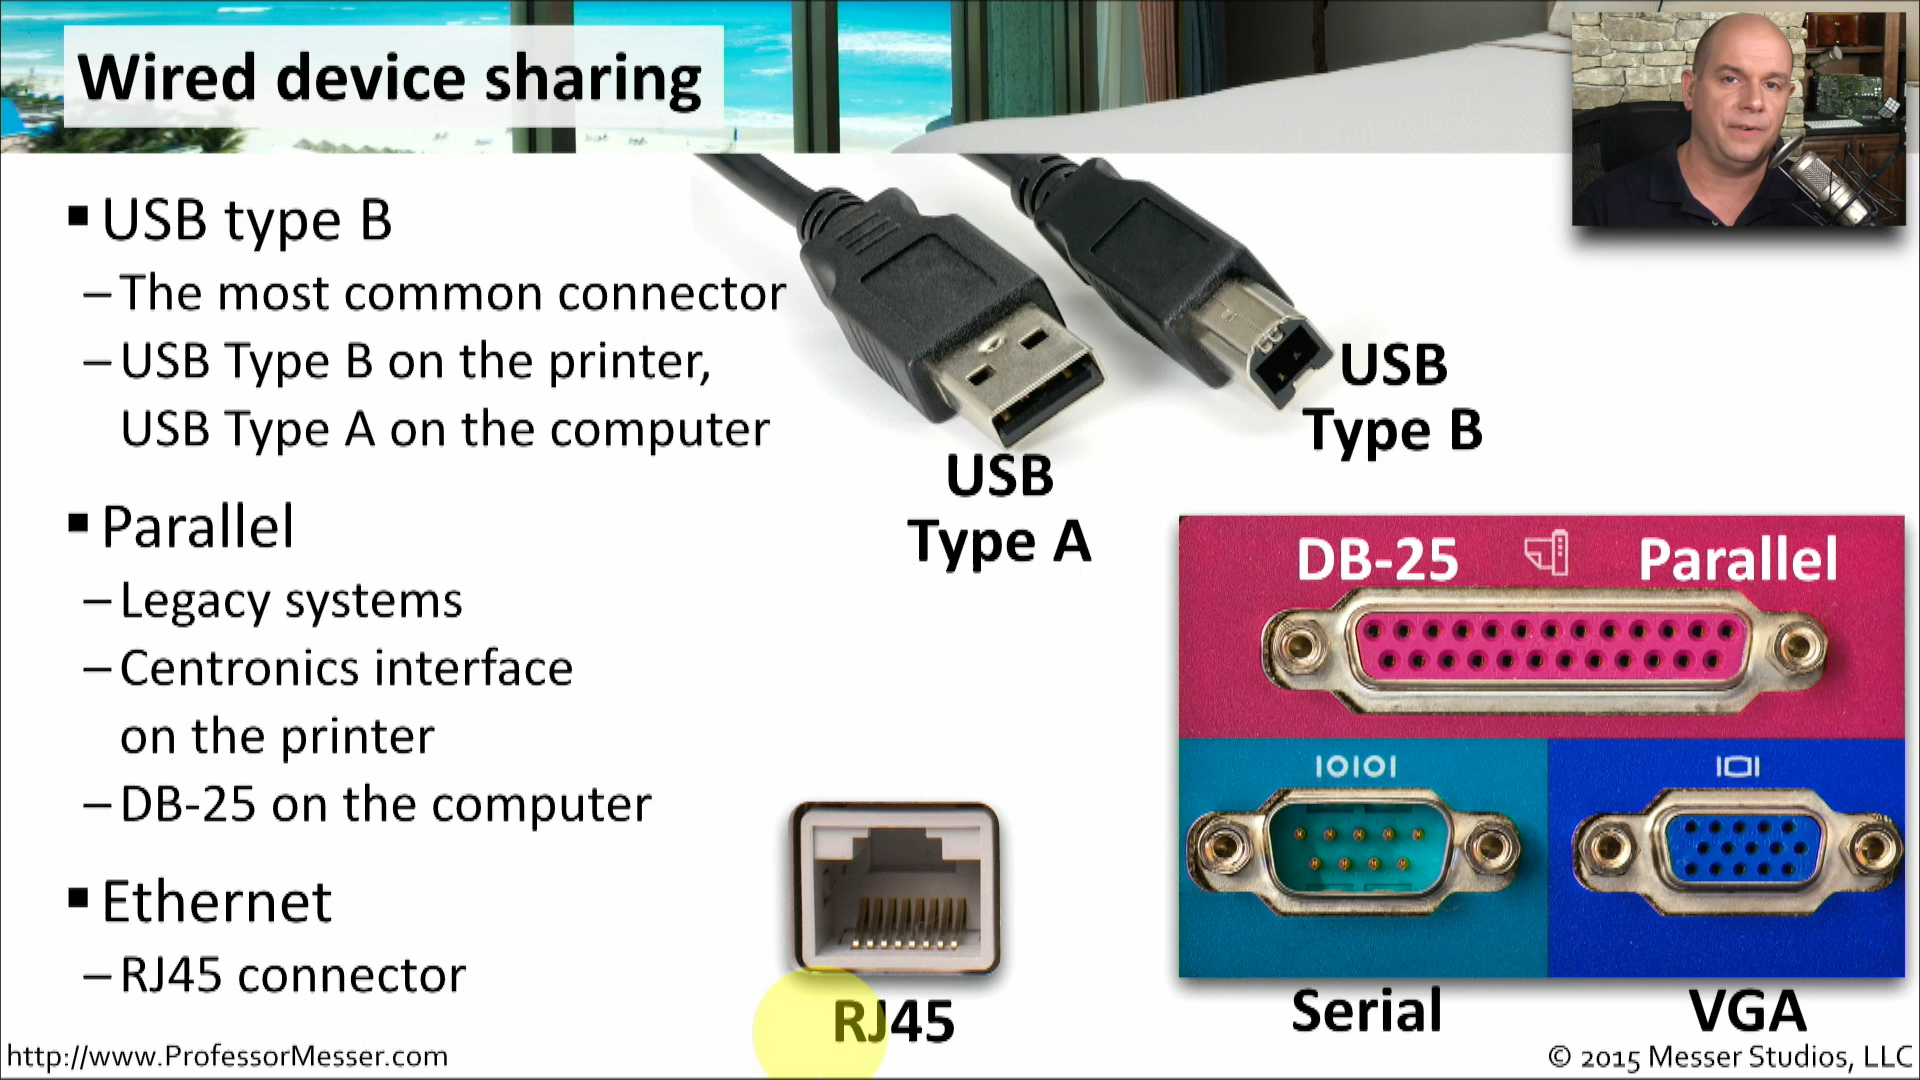 Wired device sharing
▪ USB type B
– The most common connector
– USB Type B on the printer,
USB Type A on the computer
▪ Parallel
– Legacy systems
– Centronics interface
on the printer
– DB-25 on the computer
▪ Ethernet
– RJ45 connector
USB
Type A
USB
Type B
DB-25 Parallel
IOIOI
RJ45
Serial
VGA
http://www.ProfessorMesser.com
© 2015 Messer Studios, LLC